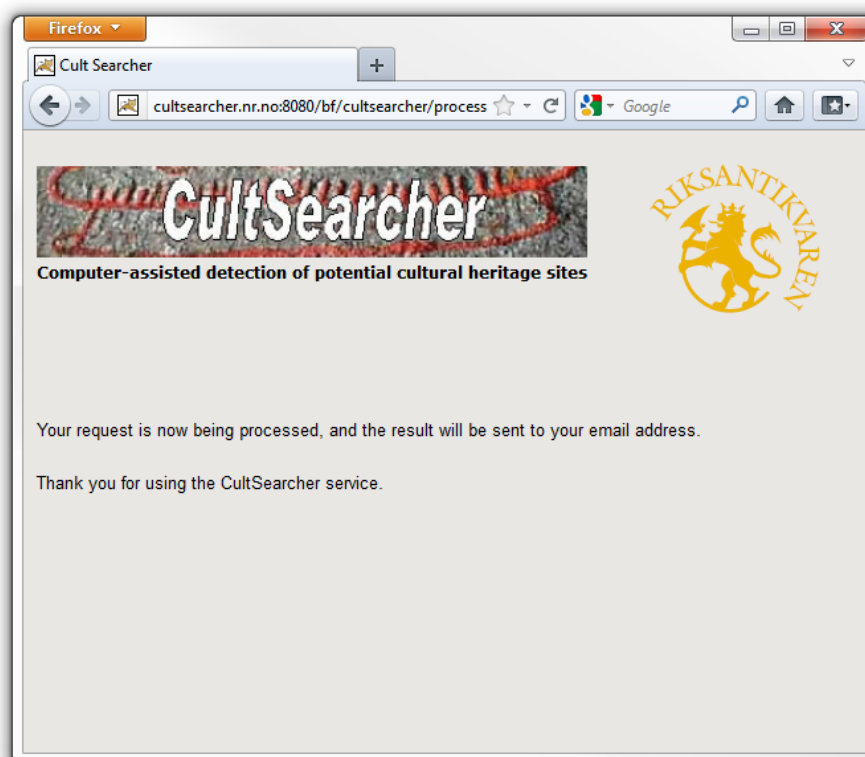 Firefox
Cult Searcher
cultsearcher.nr.no:8080/bf/cultsearcher/process
Google
CultSearcher
RIKSANTIKVAREN
Computer-assisted detection of potential cultural heritage sites
Your request is now being processed, and the result will be sent to your email address.
Thank you for using the CultSearcher service.